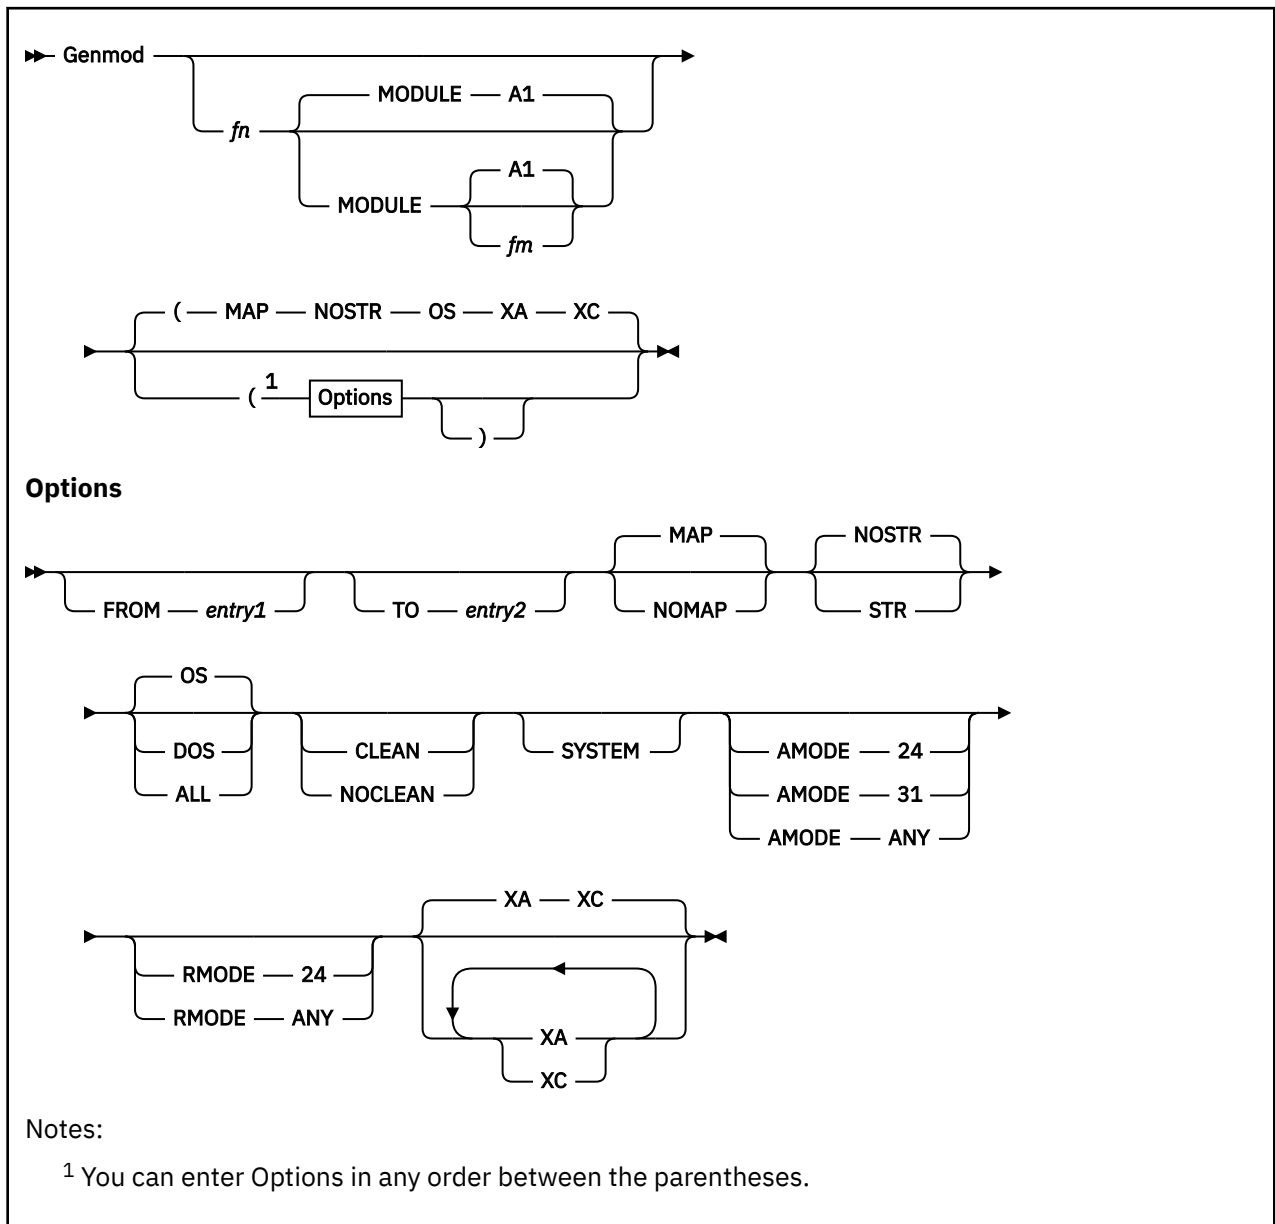 Genmod
MODULE A1
fn
A1
MODULE
fm
( MAP NOSTR OS XA XC
( 1 Options
)
Options
MAP NOSTR
FROM entry1 TO entry2 NOMAP STR
OS
DOS CLEAN SYSTEM AMODE 24
ALL NOCLEAN AMODE 31
AMODE ANY
XA XC
RMODE 24
RMODE ANY
XA
XC
Notes:
1 You can enter Options in any order between the parentheses.